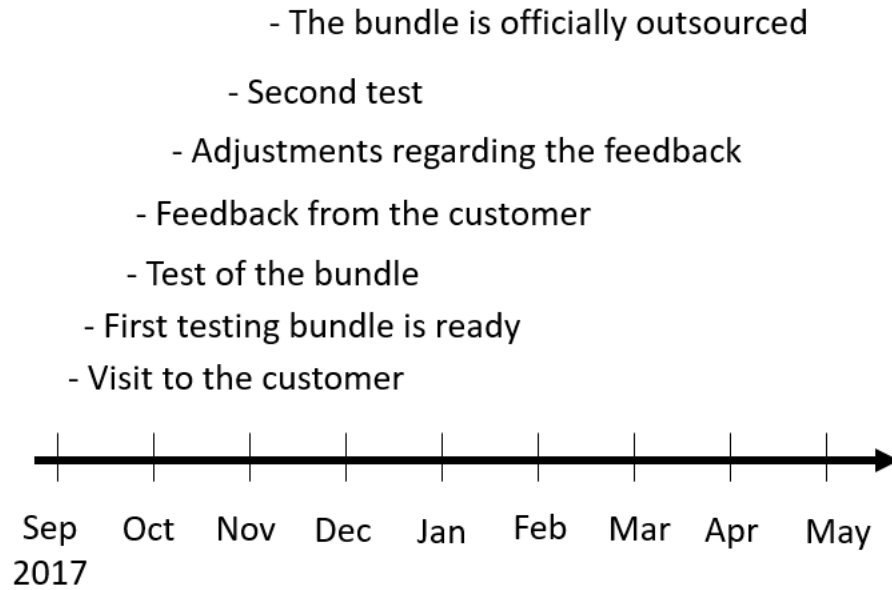 - The bundle is officially outsourced
- Second test
- Adjustments regarding the feedback
- Feedback from the customer
- Test of the bundle
- First testing bundle is ready
- Visit to the customer
Sep Oct Nov Dec Jan Feb Mar Apr May
2017